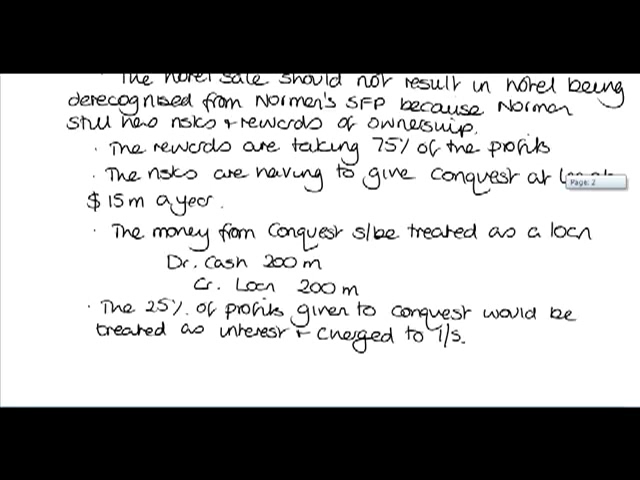 · The hotel sale should not result in hotel being
derecognised from Norman's SFP because Norman
still has risks + rewards of ownership.
· The rewards are taking 75% of the profits
· The risks are having to give Conquest at
$15m a year.
· The money from Conquest s/be treated as a loan
Dr. Cash 200m
Cr. Loan 200m
· The 25% of profits given to Conquest would be
treated as interest + charged to I/S.
Page: 2